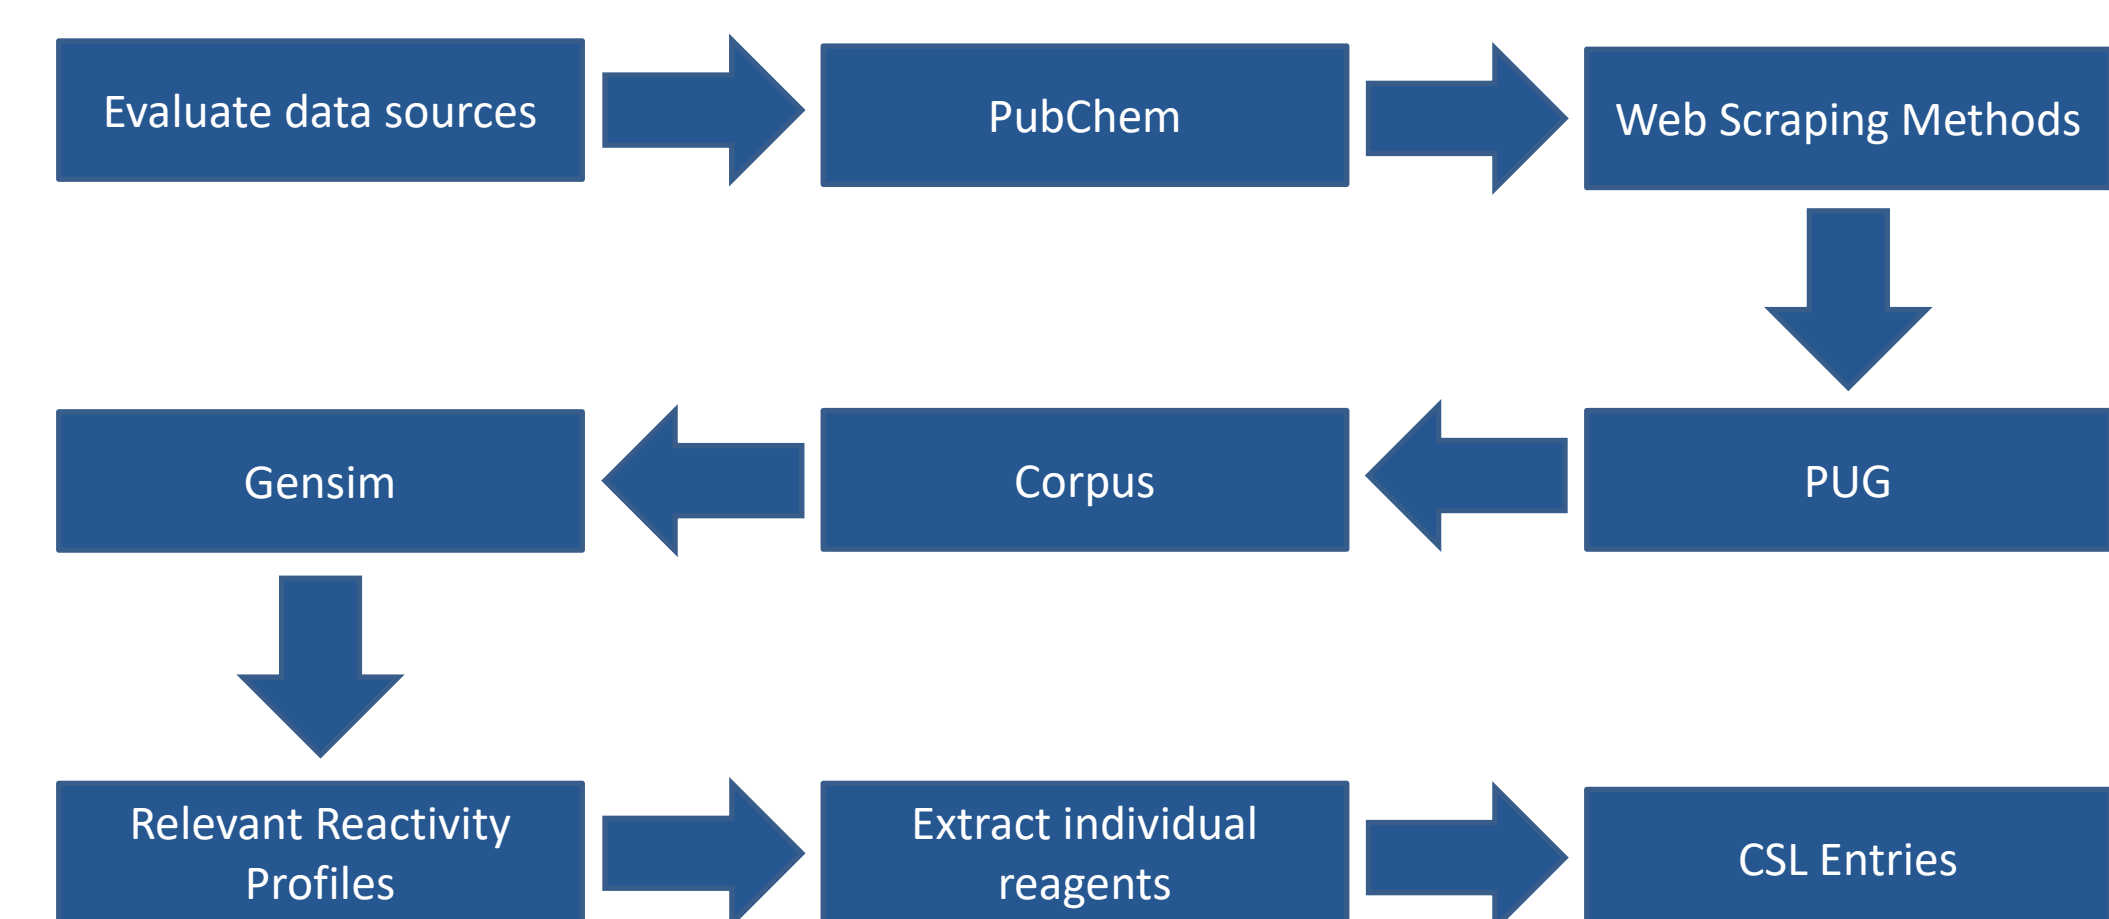 Evaluate data sources
PubChem
Web Scraping Methods
Gensim
Corpus
PUG
Relevant Reactivity
Profiles
Extract individual
reagents
CSL Entries